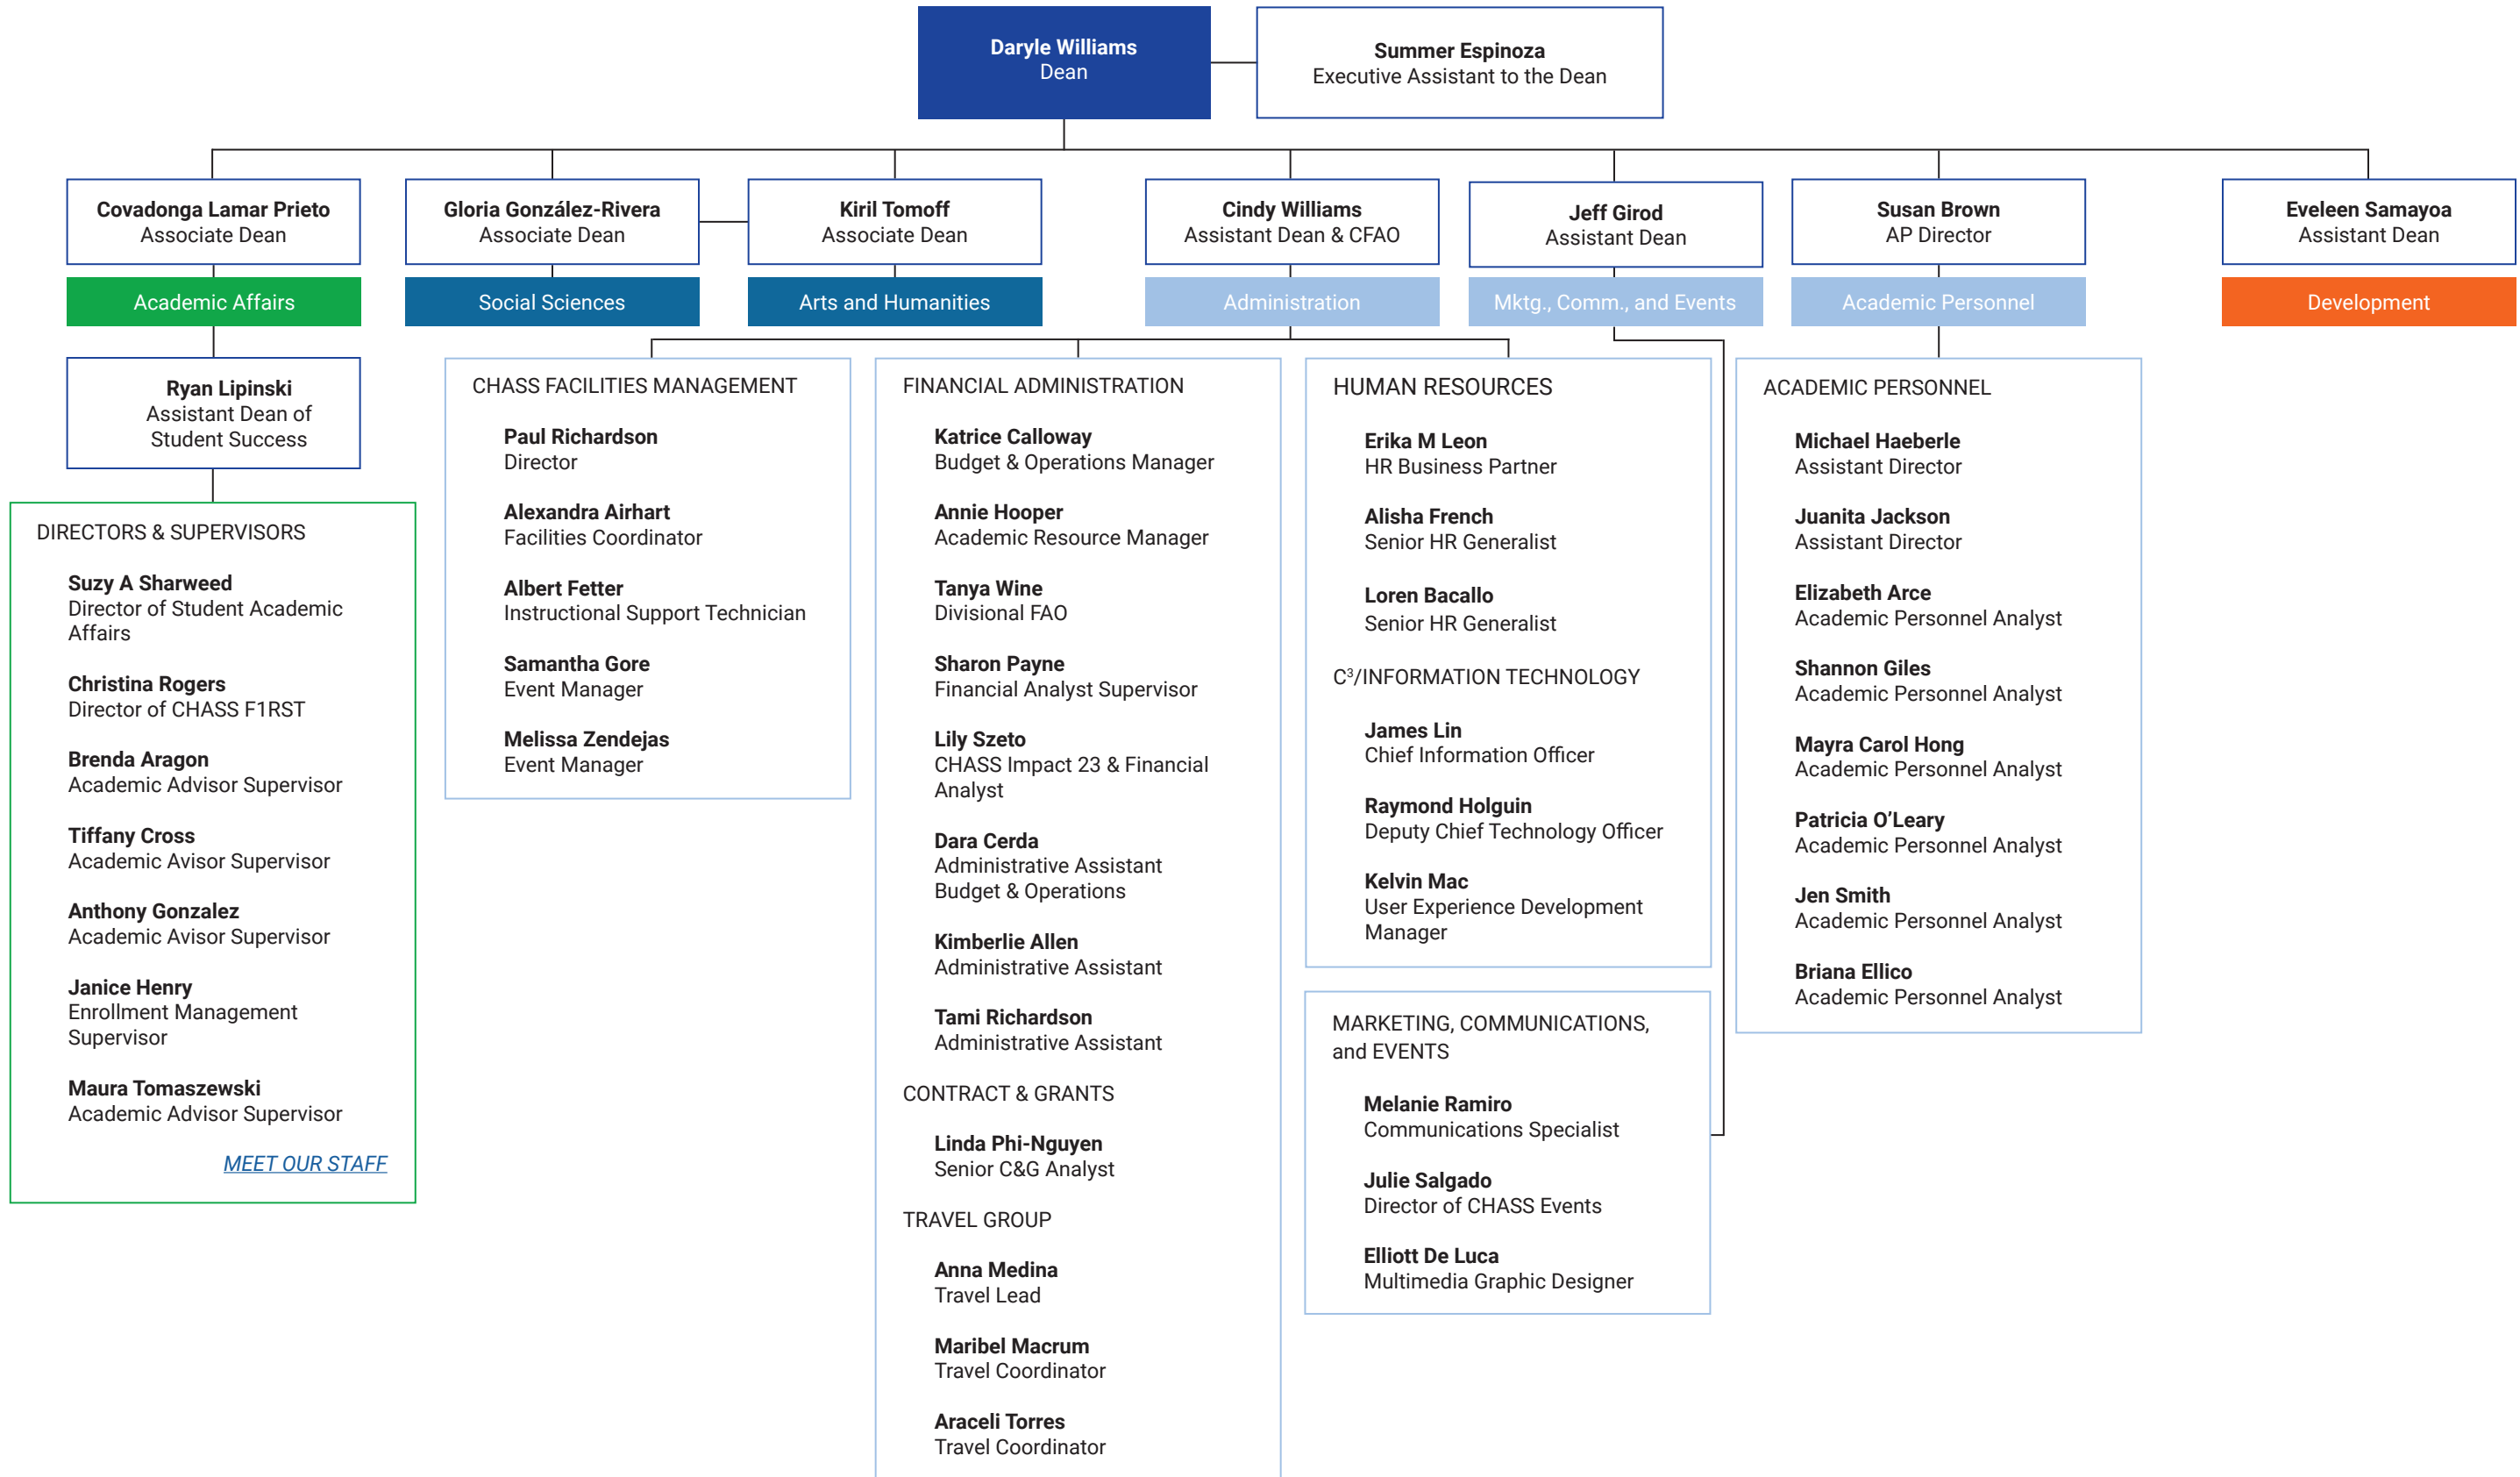 Daryle Williams
Dean
Summer Espinoza
Executive Assistant to the Dean
Covadonga Lamar Prieto
Associate Dean
Academic Affairs
Gloria González-Rivera
Associate Dean
Social Sciences
Kiril Tomoff
Associate Dean
Arts and Humanities
Cindy Williams
Assistant Dean & CFAO
Administration
Jeff Girod
Assistant Dean
Mktg., Comm., and Events
Susan Brown
AP Director
Academic Personnel
Eveleen Samayoa
Assistant Dean
Development
Ryan Lipinski
Assistant Dean of
Student Success
DIRECTORS & SUPERVISORS
Suzy A Sharweed
Director of Student Academic
Affairs
Christina Rogers
Director of CHASS F1RST
Brenda Aragon
Academic Advisor Supervisor
Tiffany Cross
Academic Avisor Supervisor
Anthony Gonzalez
Academic Avisor Supervisor
Janice Henry
Enrollment Management
Supervisor
Maura Tomaszewski
Academic Advisor Supervisor
MEET OUR STAFF
CHASS FACILITIES MANAGEMENT
Paul Richardson
Director
Alexandra Airhart
Facilities Coordinator
Albert Fetter
Instructional Support Technician
Samantha Gore
Event Manager
Melissa Zendejas
Event Manager
FINANCIAL ADMINISTRATION
Katrice Calloway
Budget & Operations Manager
Annie Hooper
Academic Resource Manager
Tanya Wine
Divisional FAO
Sharon Payne
Financial Analyst Supervisor
Lily Szeto
CHASS Impact 23 & Financial
Analyst
Dara Cerda
Administrative Assistant
Budget & Operations
Kimberlie Allen
Administrative Assistant
Tami Richardson
Administrative Assistant
CONTRACT & GRANTS
Linda Phi-Nguyen
Senior C&G Analyst
TRAVEL GROUP
Anna Medina
Travel Lead
Maribel Macrum
Travel Coordinator
Araceli Torres
Travel Coordinator
HUMAN RESOURCES
Erika M Leon
HR Business Partner
Alisha French
Senior HR Generalist
Loren Bacallo
Senior HR Generalist
C³/INFORMATION TECHNOLOGY
James Lin
Chief Information Officer
Raymond Holguin
Deputy Chief Technology Officer
Kelvin Mac
User Experience Development
Manager
MARKETING, COMMUNICATIONS,
and EVENTS
Melanie Ramiro
Communications Specialist
Julie Salgado
Director of CHASS Events
Elliott De Luca
Multimedia Graphic Designer
ACADEMIC PERSONNEL
Michael Haeberle
Assistant Director
Juanita Jackson
Assistant Director
Elizabeth Arce
Academic Personnel Analyst
Shannon Giles
Academic Personnel Analyst
Mayra Carol Hong
Academic Personnel Analyst
Patricia O’Leary
Academic Personnel Analyst
Jen Smith
Academic Personnel Analyst
Briana Ellico
Academic Personnel Analyst